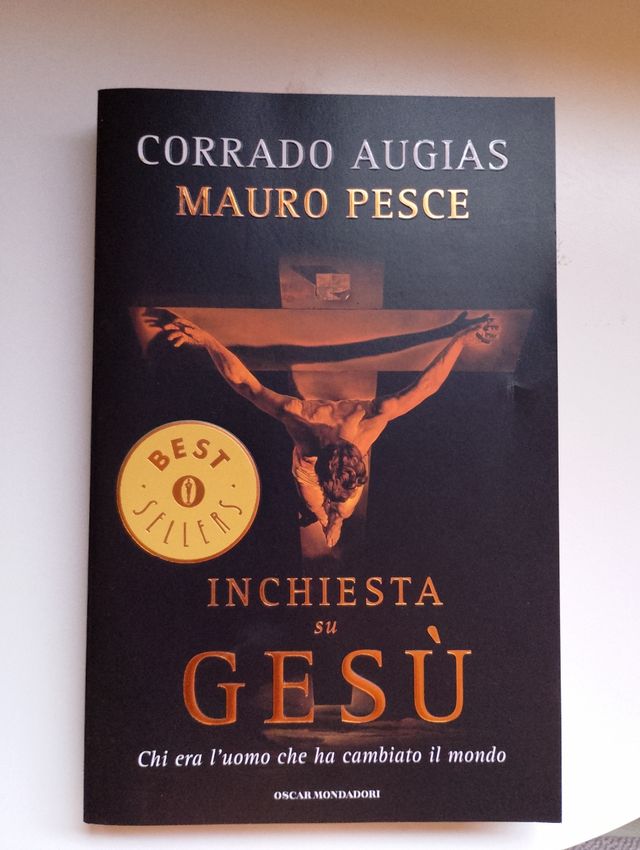 CORRADO AUGIAS
MAURO PESCE
BEST
SELLERS
INCHIESTA
su
GESÙ
Chi era l'uomo che ha cambiato il mondo
OSCAR MONDADORI